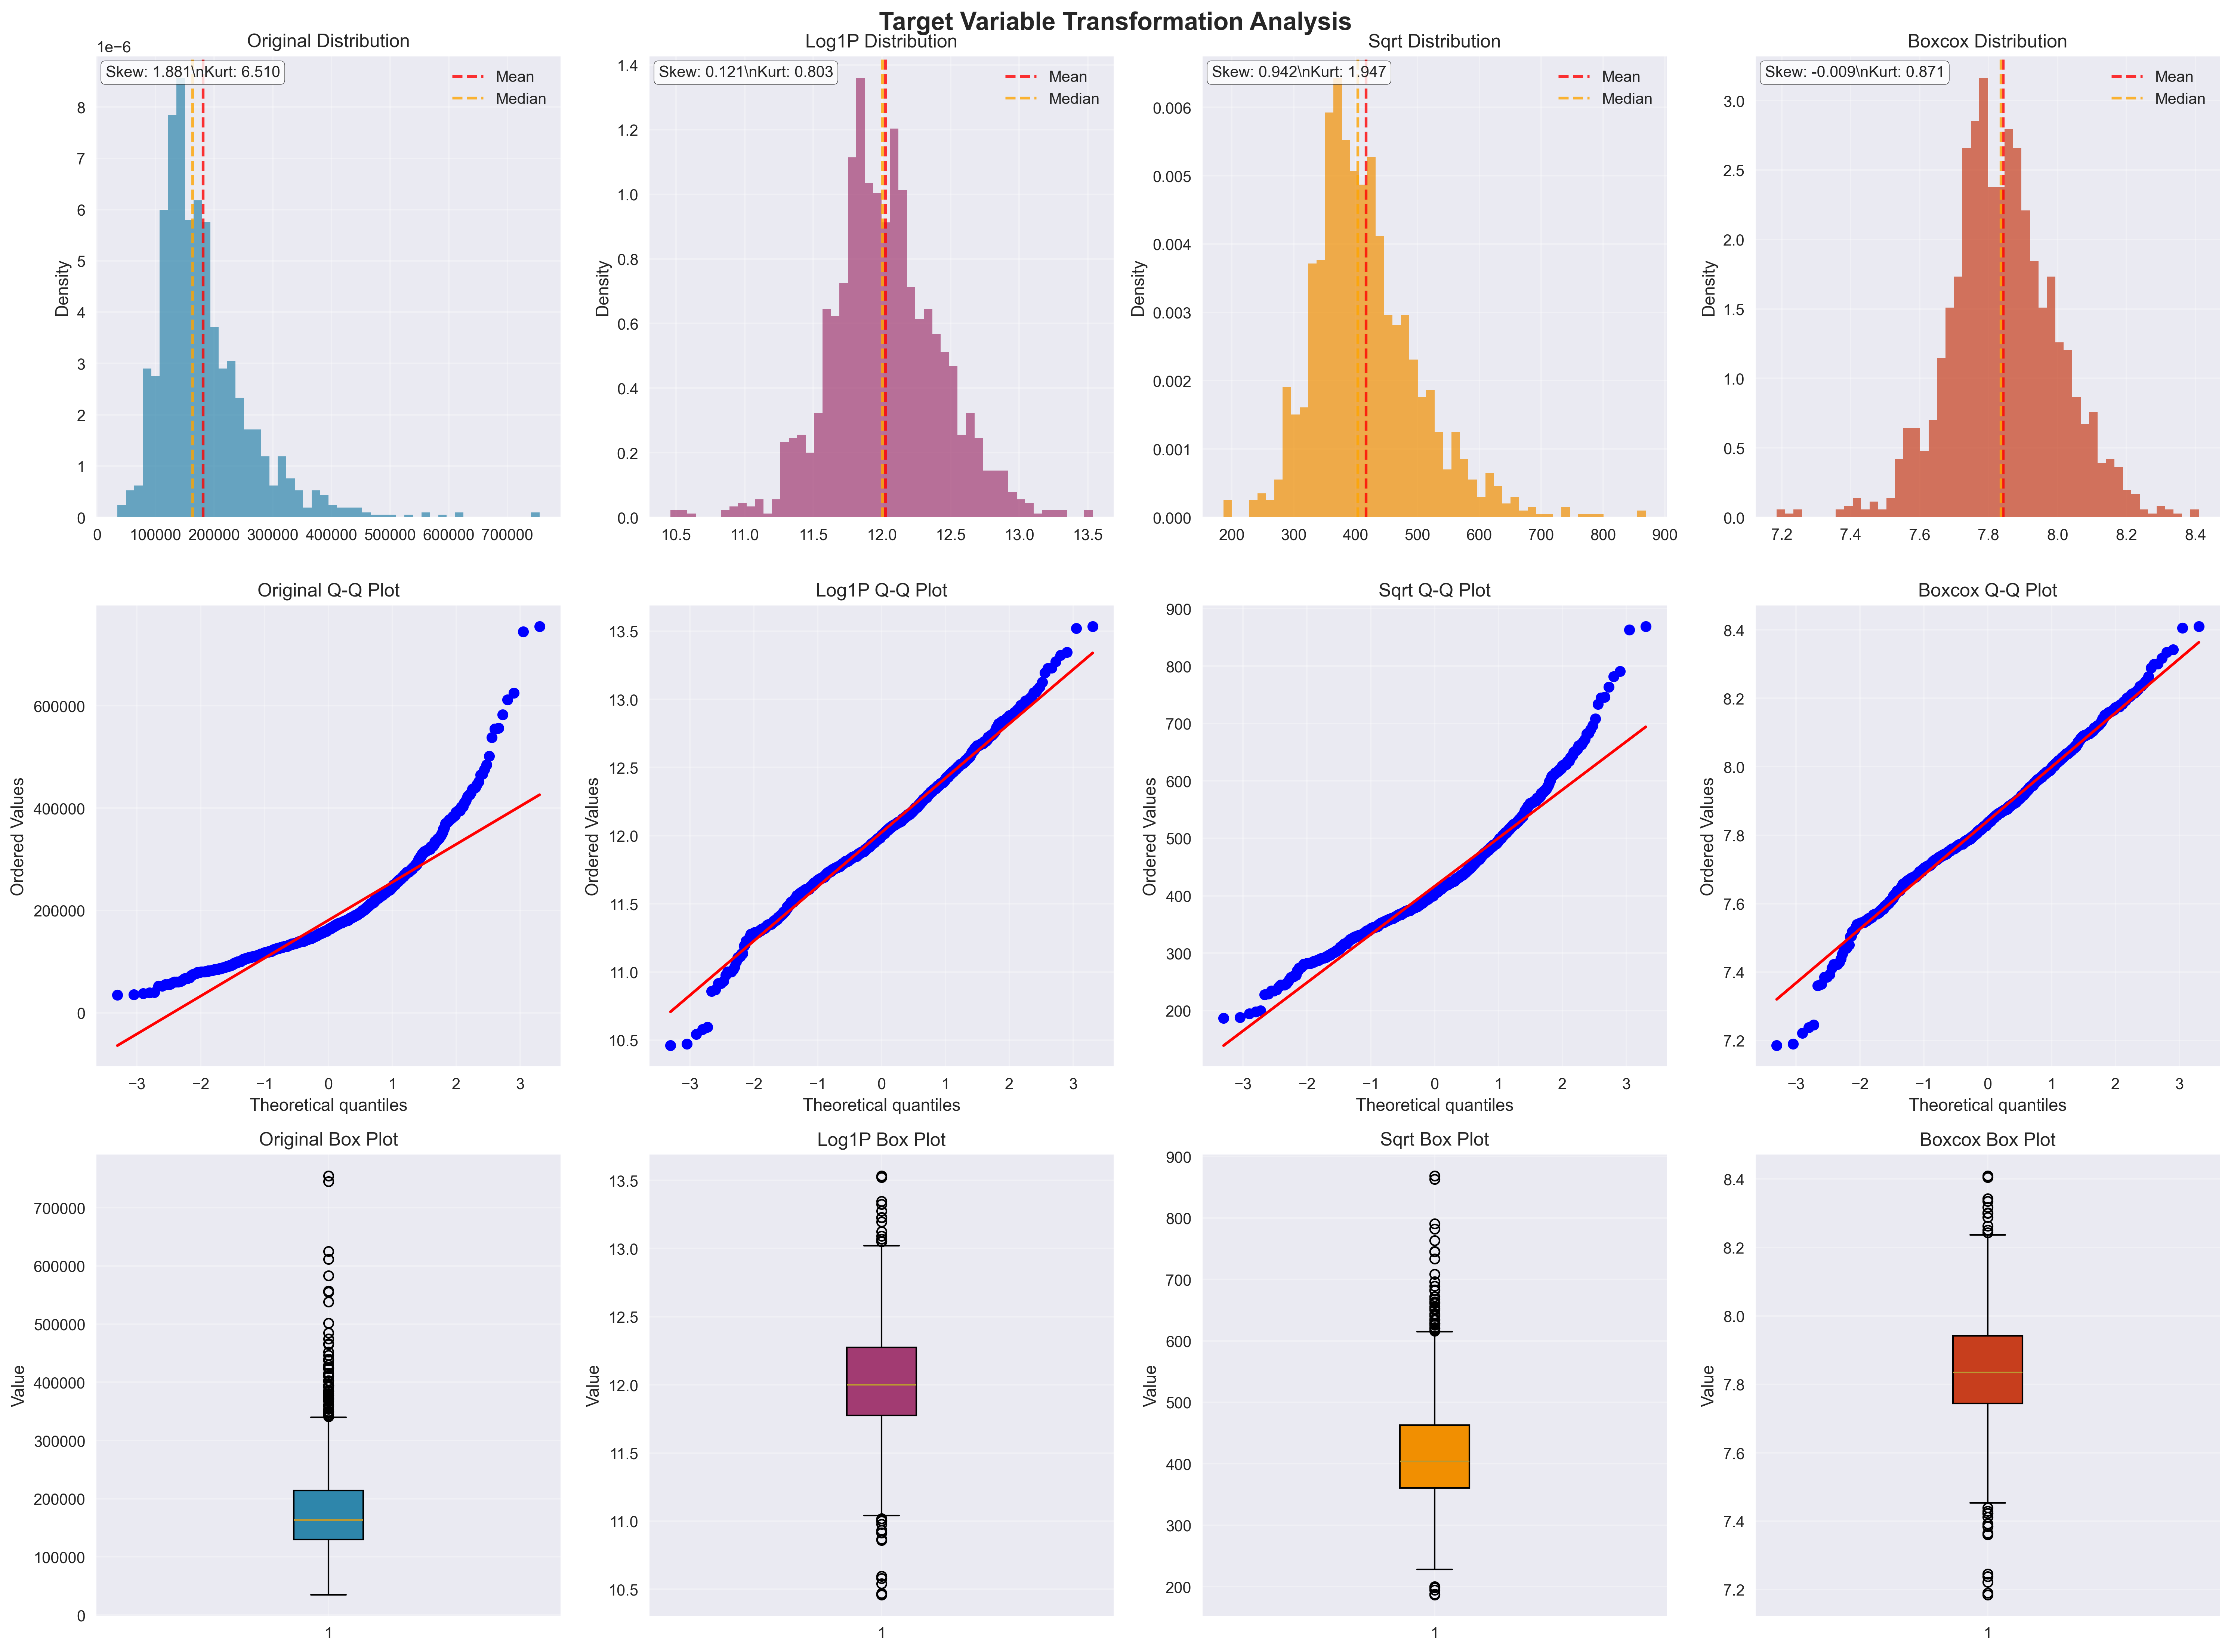 Target Variable Transformation Analysis
Original Distribution
1e−6
Skew: 1.881\nKurt: 6.510
Mean
Median
Density
8
7
6
5
4
3
2
1
0
0 100000 200000 300000 400000 500000 600000 700000
Log1P Distribution
Skew: 0.121\nKurt: 0.803
Mean
Median
Density
1.4
1.2
1.0
0.8
0.6
0.4
0.2
0.0
10.5 11.0 11.5 12.0 12.5 13.0 13.5
Sqrt Distribution
Skew: 0.942\nKurt: 1.947
Mean
Median
Density
0.006
0.005
0.004
0.003
0.002
0.001
0.000
200 300 400 500 600 700 800 900
Boxcox Distribution
Skew: -0.009\nKurt: 0.871
Mean
Median
Density
3.0
2.5
2.0
1.5
1.0
0.5
0.0
7.2 7.4 7.6 7.8 8.0 8.2 8.4
Original Q-Q Plot
Ordered Values
600000
400000
200000
0
−3 −2 −1 0 1 2 3
Theoretical quantiles
Log1P Q-Q Plot
Ordered Values
13.5
13.0
12.5
12.0
11.5
11.0
10.5
−3 −2 −1 0 1 2 3
Theoretical quantiles
Sqrt Q-Q Plot
Ordered Values
900
800
700
600
500
400
300
200
−3 −2 −1 0 1 2 3
Theoretical quantiles
Boxcox Q-Q Plot
Ordered Values
8.4
8.2
8.0
7.8
7.6
7.4
7.2
−3 −2 −1 0 1 2 3
Theoretical quantiles
Original Box Plot
Value
700000
600000
500000
400000
300000
200000
100000
0
1
Log1P Box Plot
Value
13.5
13.0
12.5
12.0
11.5
11.0
10.5
1
Sqrt Box Plot
Value
900
800
700
600
500
400
300
200
1
Boxcox Box Plot
Value
8.4
8.2
8.0
7.8
7.6
7.4
7.2
1